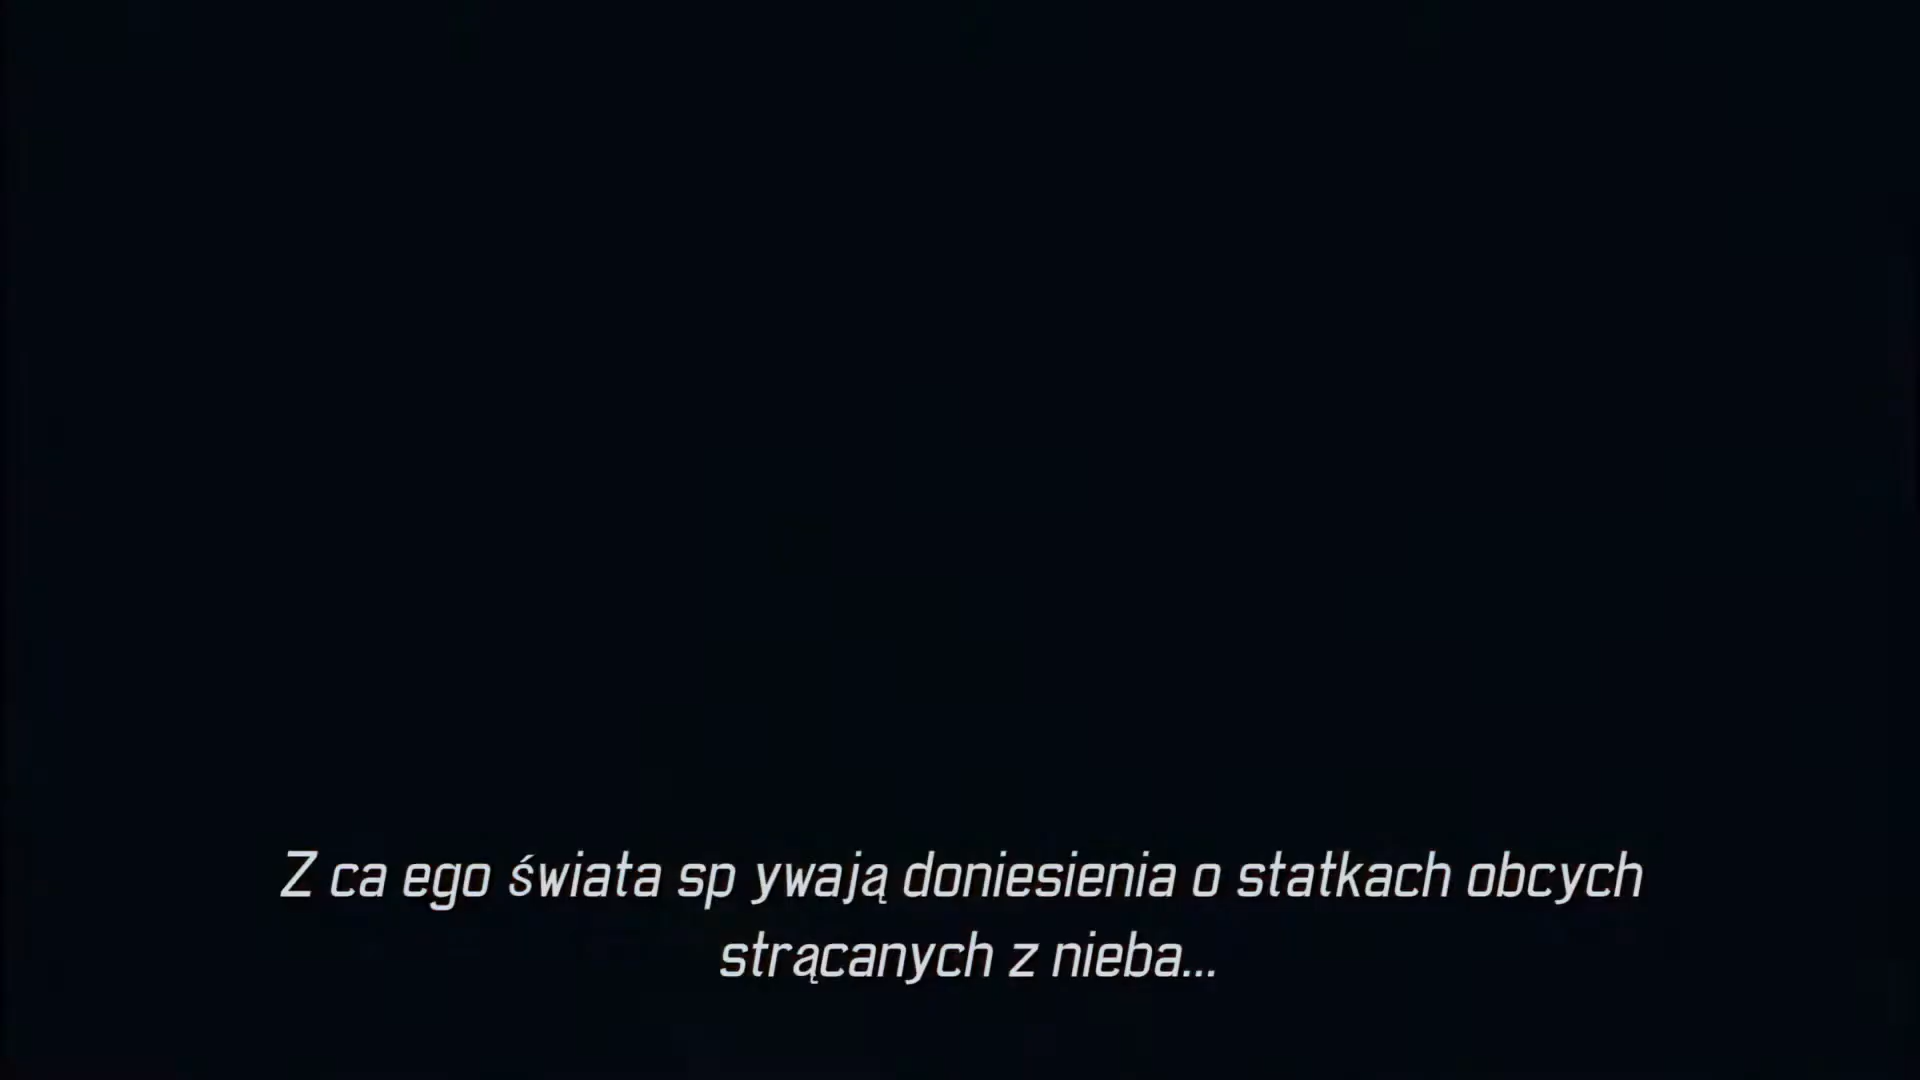 Z ca ego świata sp ywają doniesienia o statkach obcych
strącanych z nieba...